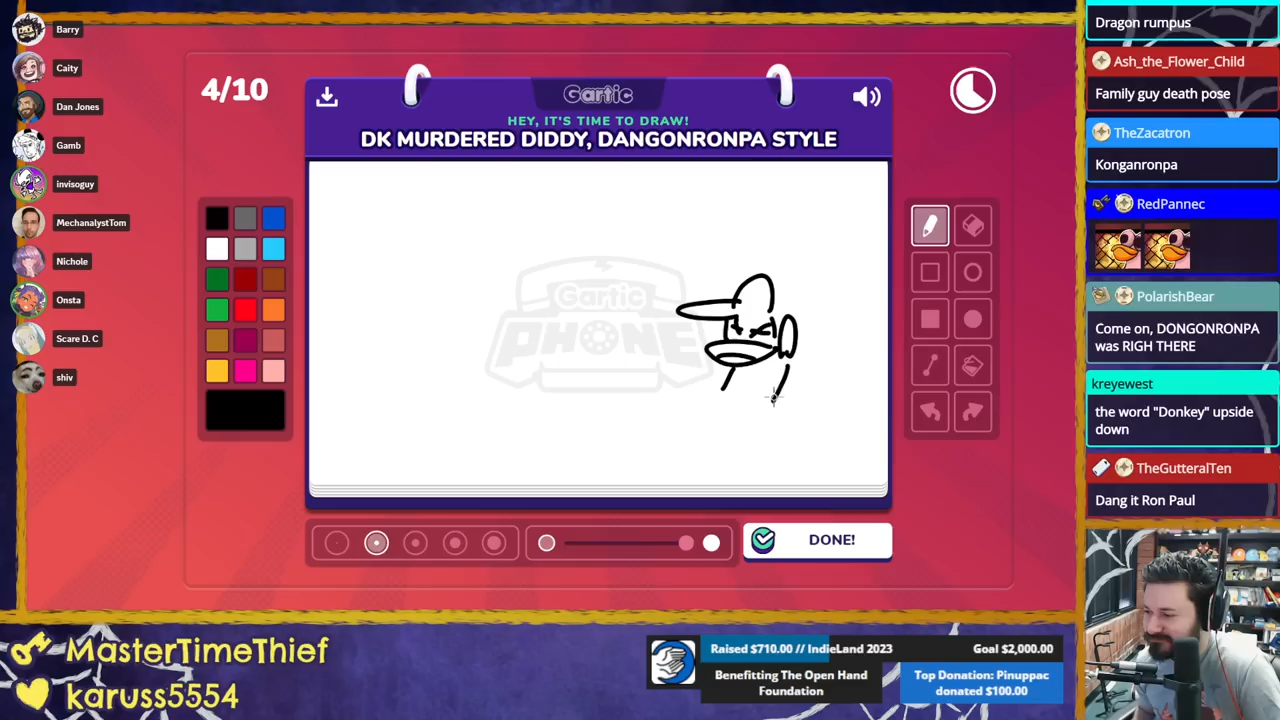 Barry
Caity
Dan Jones
Gamb
invisoguy
MechanalystTom
Nichole
Onsta
Scare D. C
shiv
4/10
Gartic
HEY, IT'S TIME TO DRAW!
DK MURDERED DIDDY, DANGONRONPA STYLE
Gartic
PHONE
DONE!
Dragon rumpus
Ash_the_Flower_Child
Family guy death pose
TheZacatron
Konganronpa
RedPannec
PolarishBear
Come on, DONGONRONPA
was RIGH THERE
kreyewest
the word "Donkey" upside
down
TheGutteralTen
Dang it Ron Paul
MasterTimeThief
karuss5554
Raised $710.00 // IndieLand 2023
Goal $2,000.00
Benefitting The Open Hand
Foundation
Top Donation: Pinuppac
donated $100.00